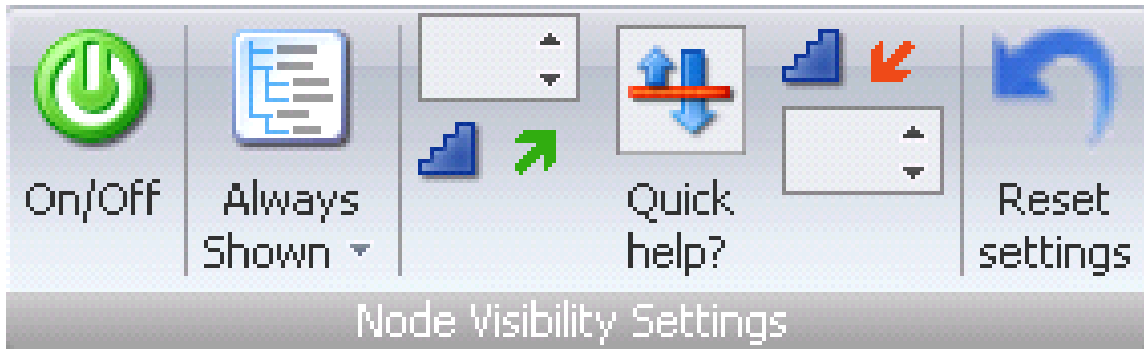 On/Off
Always
Shown
Quick
help?
Reset
settings
Node Visibility Settings